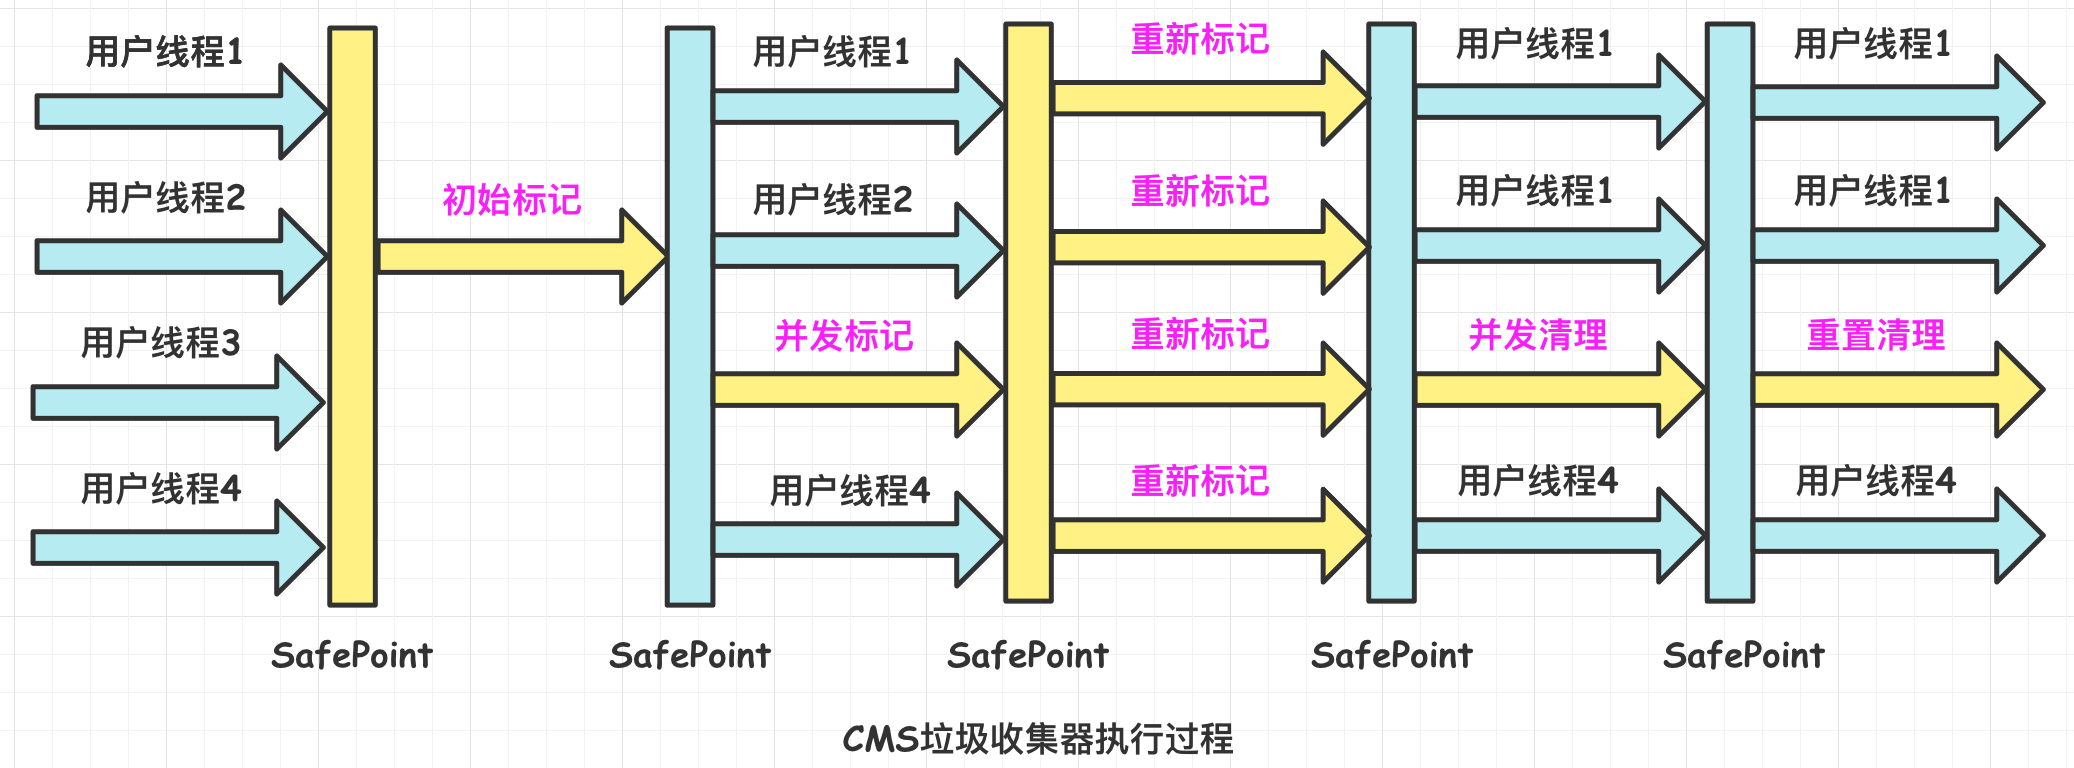 用户线程1
用户线程1
重新标记
用户线程1
用户线程1
用户线程2
初始标记
用户线程2
重新标记
用户线程1
用户线程1
用户线程3
并发标记
重新标记
并发清理
重置清理
用户线程4
用户线程4
重新标记
用户线程4
用户线程4
SafePoint
SafePoint
SafePoint
SafePoint
SafePoint
CMS垃圾收集器执行过程